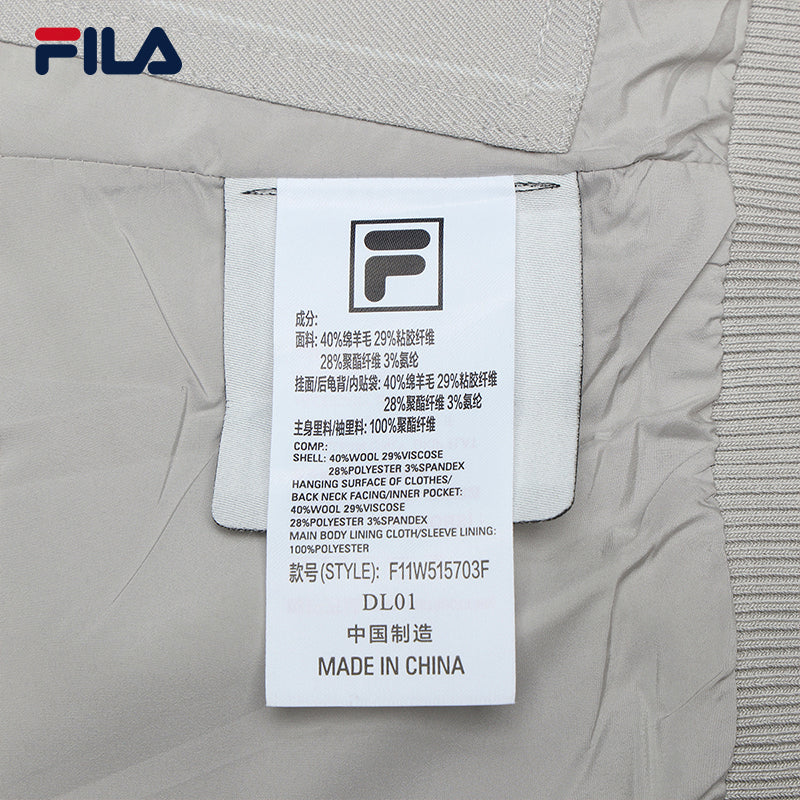 FILA
F
成分:
面料: 40%绵羊毛 29%粘胶纤维
28%聚酯纤维 3%氨纶
挂面/后龟背/内贴袋: 40%绵羊毛 29%粘胶纤维
28%聚酯纤维 3%氨纶
主身里料/袖里料: 100%聚酯纤维
COMP.:
SHELL: 40%WOOL 29%VISCOSE
28%POLYESTER 3%SPANDEX
HANGING SURFACE OF CLOTHES/
BACK NECK FACING/INNER POCKET:
40%WOOL 29%VISCOSE
28%POLYESTER 3%SPANDEX
MAIN BODY LINING CLOTH/SLEEVE LINING:
100%POLYESTER
款号(STYLE): F11W515703F
DL01
中国制造
MADE IN CHINA